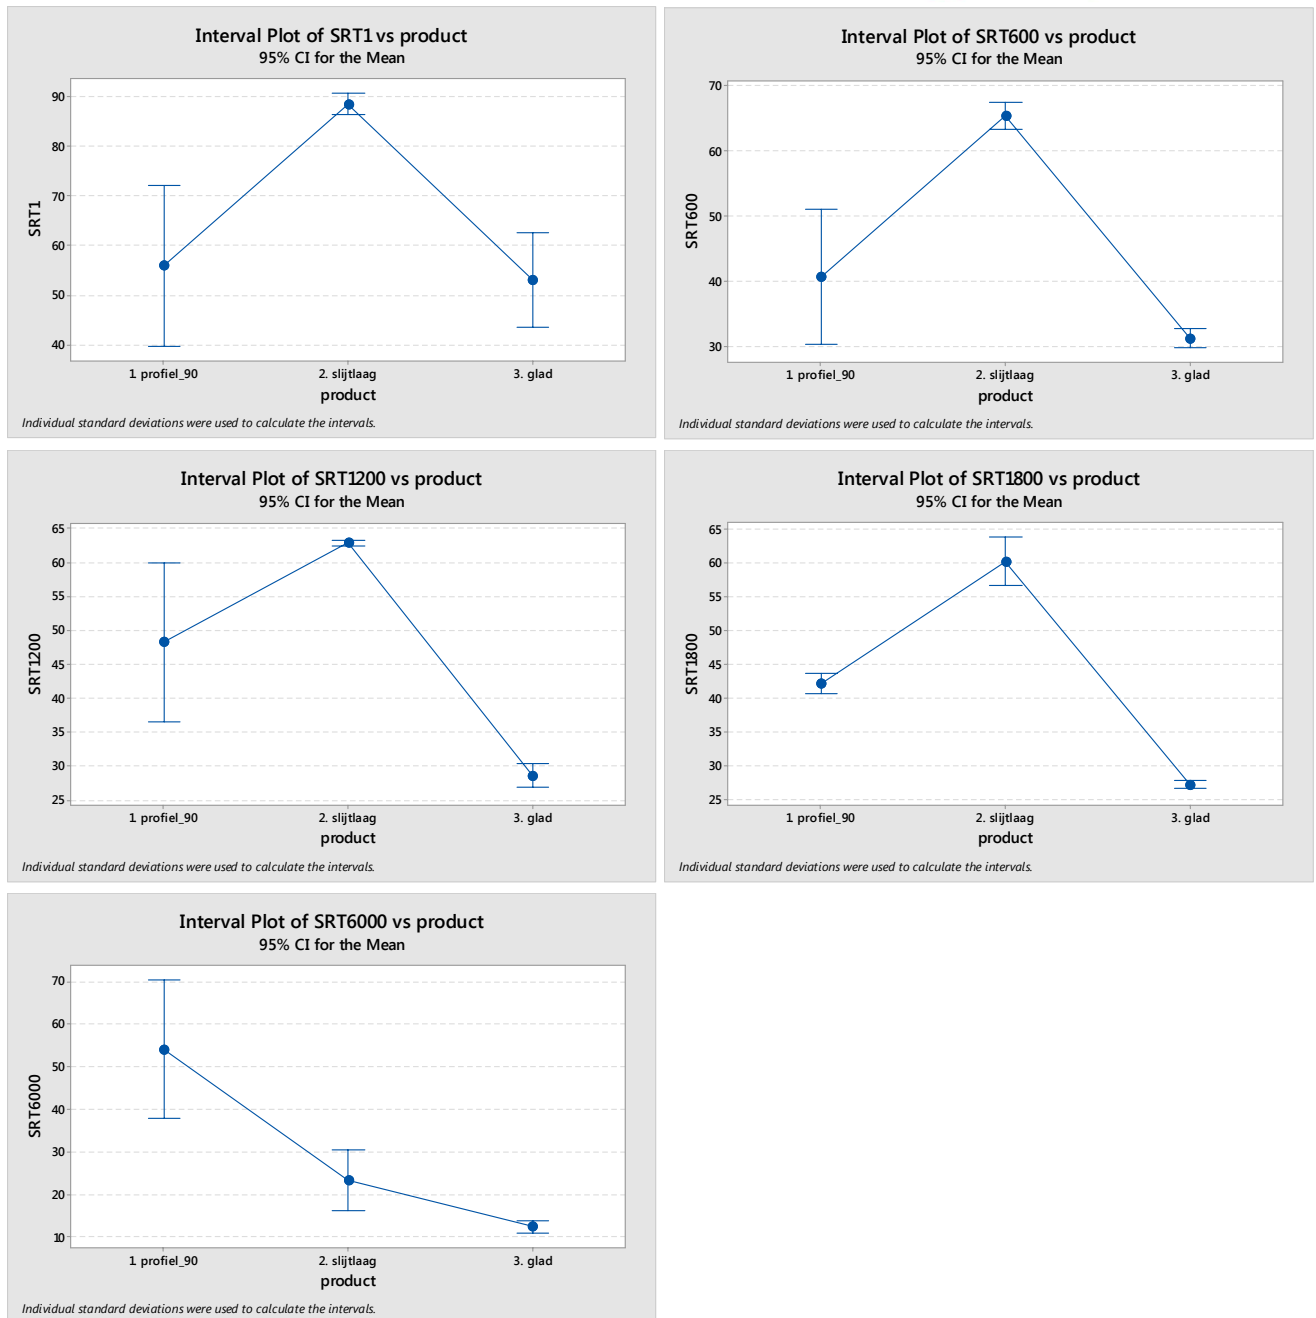 Interval Plot of SRT1 vs product
95% CI for the Mean
90
80
70
60
50
40
SRT1
1. profiel_90 2. slijtlaag 3. glad
product
Individual standard deviations were used to calculate the intervals.
Interval Plot of SRT600 vs product
95% CI for the Mean
70
60
50
40
30
SRT600
1. profiel_90 2. slijtlaag 3. glad
product
Individual standard deviations were used to calculate the intervals.
Interval Plot of SRT1200 vs product
95% CI for the Mean
65
60
55
50
45
40
35
30
25
SRT1200
1. profiel_90 2. slijtlaag 3. glad
product
Individual standard deviations were used to calculate the intervals.
Interval Plot of SRT1800 vs product
95% CI for the Mean
65
60
55
50
45
40
35
30
25
SRT1800
1. profiel_90 2. slijtlaag 3. glad
product
Individual standard deviations were used to calculate the intervals.
Interval Plot of SRT6000 vs product
95% CI for the Mean
70
60
50
40
30
20
10
SRT6000
1. profiel_90 2. slijtlaag 3. glad
product
Individual standard deviations were used to calculate the intervals.